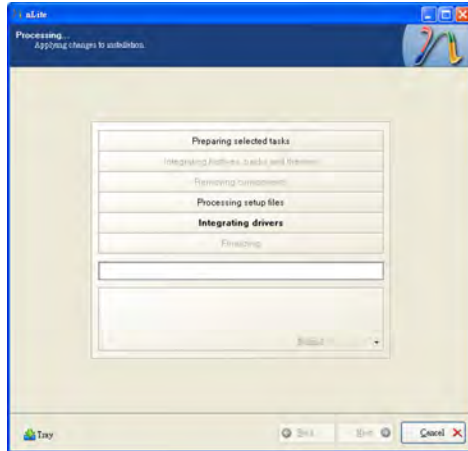 nLite
Processing...
Applying changes to installation.
Preparing selected tasks
Integrating hotfixes, packs and themes
Removing components
Processing setup files
Integrating drivers
Finishing
Tray
Back
Next
Cancel